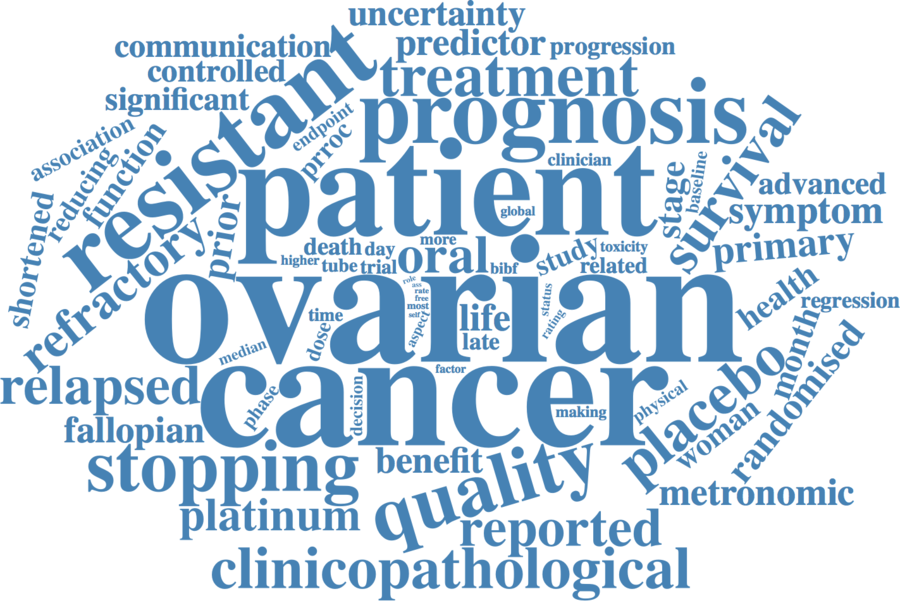 uncertainty
communication
predictor
progression
controlled
treatment
significant
resistant
prognosis
endpoint
prroc
association
reducing
function
clinician
patient
survival
stage
baseline
advanced
shortened
refractory
prior
global
symptom
primary
death
day
more
oral
study
toxicity
higher
tube
trial
bibf
related
ovarian
role
ass
rate
free
most
self
aspect
time
dose
life
late
status
rating
health
regression
median
month
relapsed
cancer
factor
phase
decision
making
physical
placebo
woman
randomised
fallopian
stopping
benefit
quality
metronomic
platinum
reported
clinicopathological